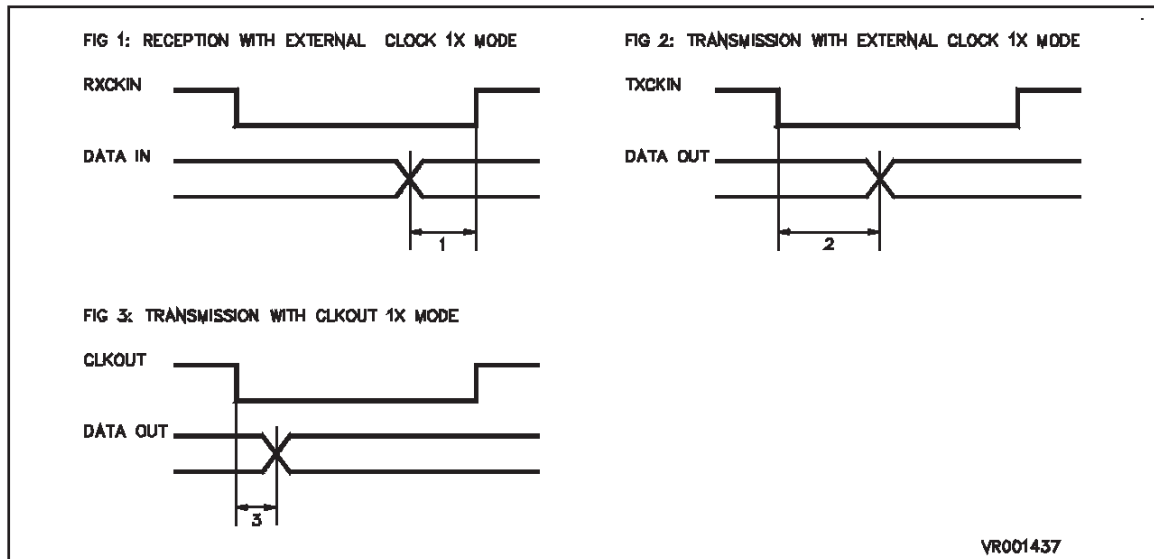 FIG 1: RECEPTION WITH EXTERNAL CLOCK 1X MODE
RXCKIN
DATA IN
1
FIG 2: TRANSMISSION WITH EXTERNAL CLOCK 1X MODE
TXCKIN
DATA OUT
2
FIG 3: TRANSMISSION WITH CLKOUT 1X MODE
CLKOUT
DATA OUT
3
VR001437